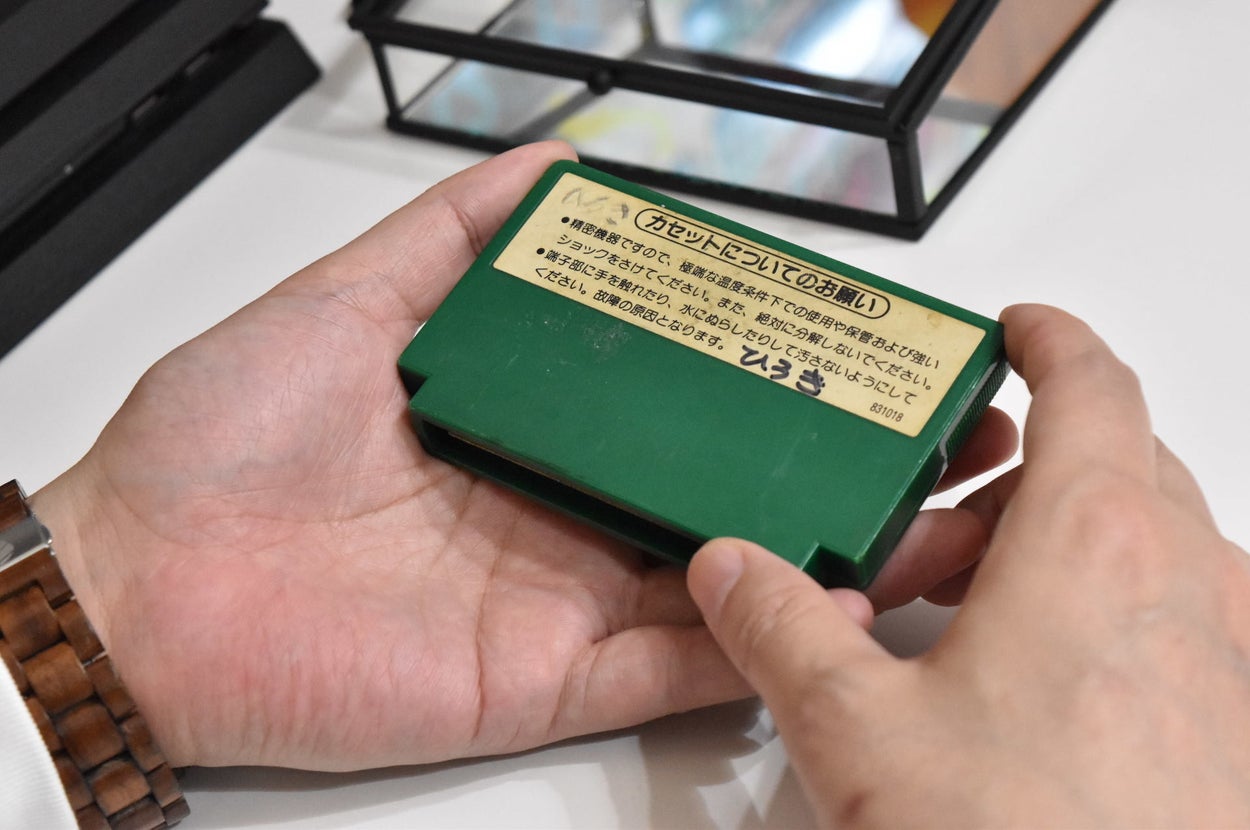 カセットについてのお願い
●精密機器ですので、極端な温度条件下での使用や保管および強い
ショックをさけてください。また、絶対に分解しないでください。
●端子部に手を触れたり、水にぬらしたりして汚さないようにして
ください。故障の原因となります。
ひろき
831018